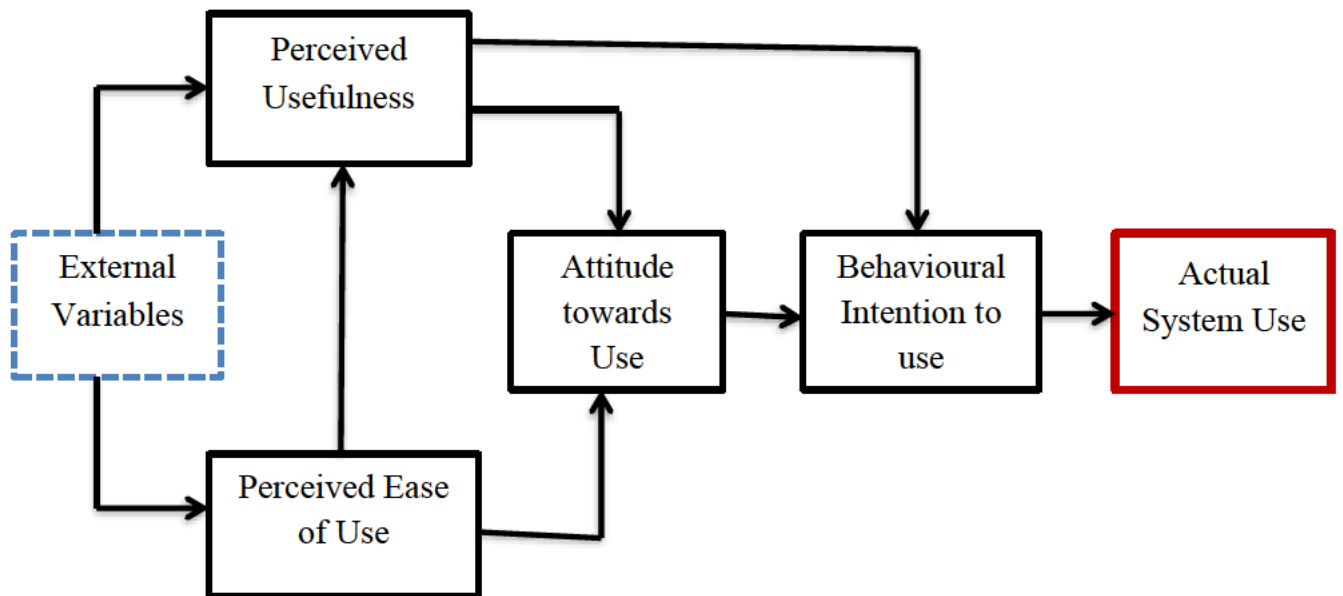 Perceived
Usefulness
External
Variables
Attitude
towards
Use
Behavioural
Intention to
use
Actual
System Use
Perceived Ease
of Use